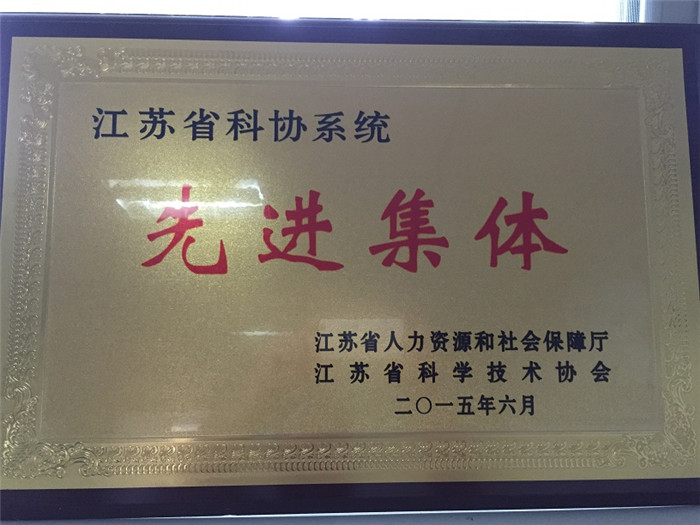 江苏省科协系统
先进集体
江苏省人力资源和社会保障厅
江苏省科学技术协会
二〇一五年六月